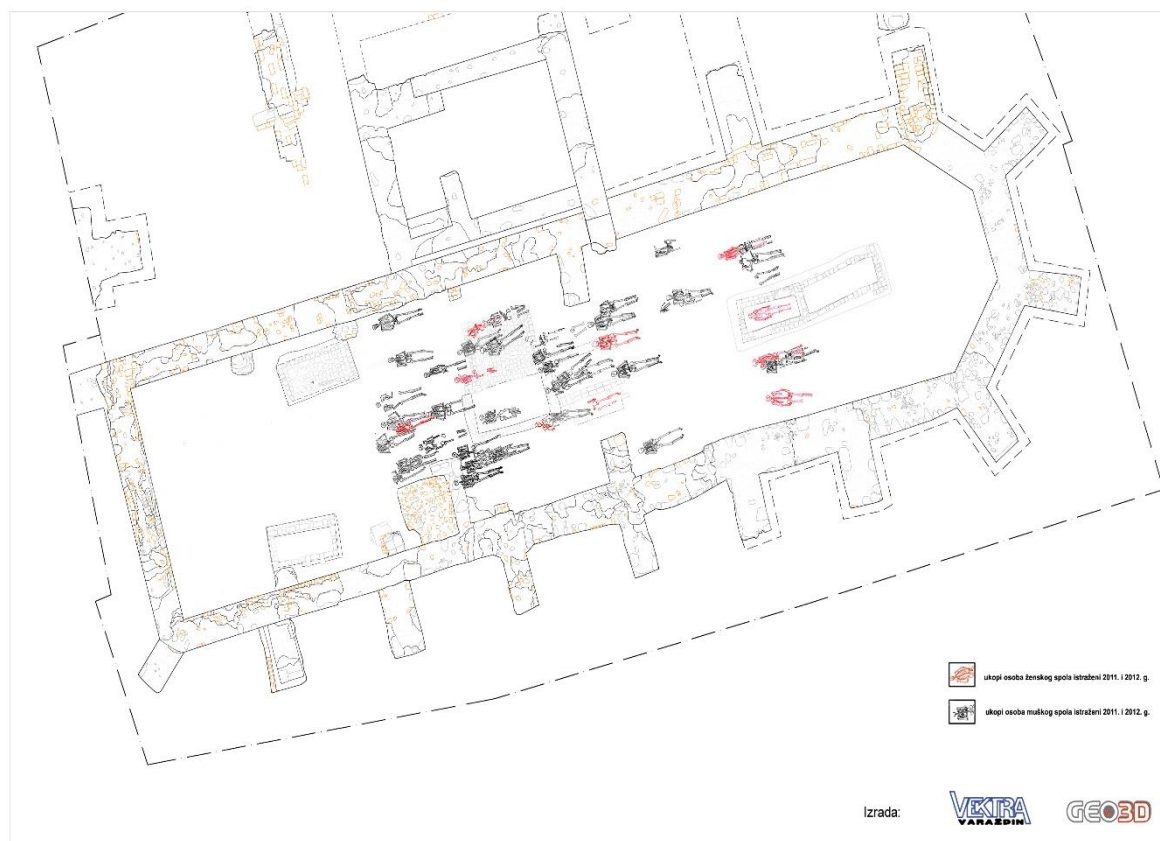 ukopi osoba ženskog spola istraženi 2011. i 2012. g.
ukopi osoba muškog spola istraženi 2011. i 2012. g.
Izrada:
VEKTRA
VARAŽDIN
GEO3D